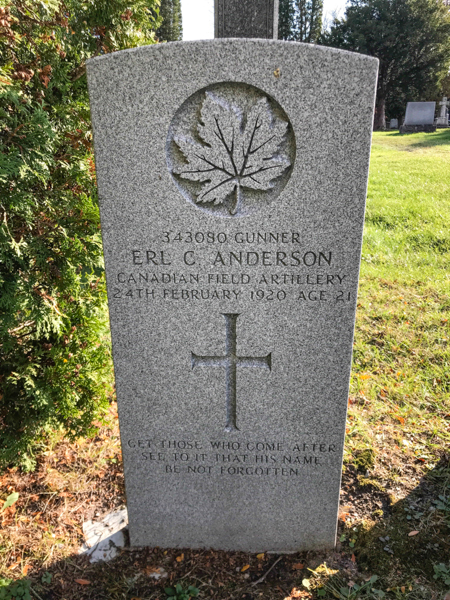 343080 GUNNER
ERL C. ANDERSON
CANADIAN FIELD ARTILLERY
24TH FEBRUARY 1920 AGE 21
LET THOSE WHO COME AFTER
SEE TO IT THAT HIS NAME
BE NOT FORGOTTEN